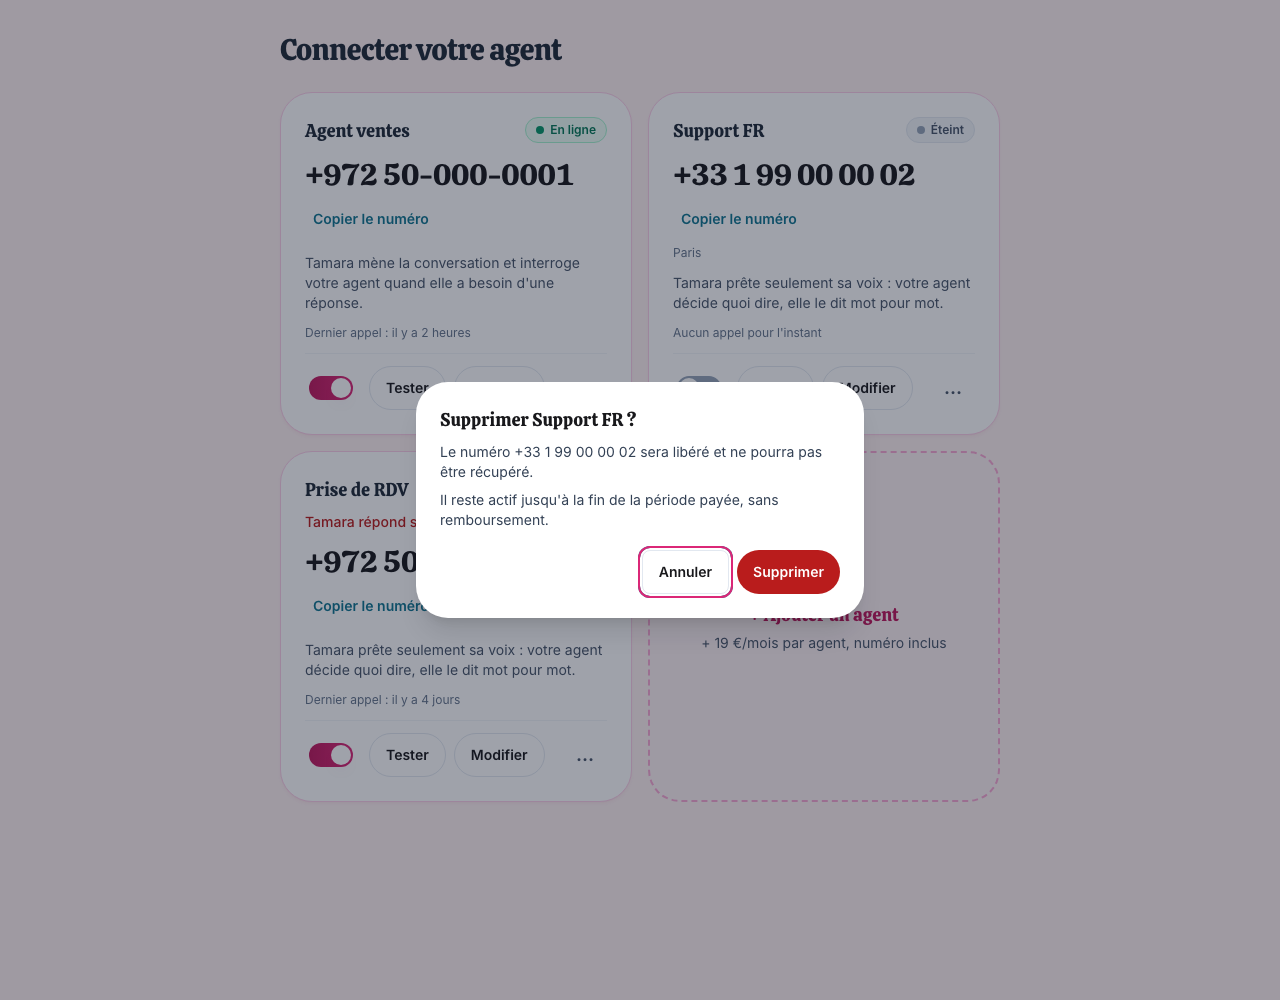 Connecter votre agent
Agent ventes
En ligne
+972 50-000-0001
Copier le numéro
Tamara mène la conversation et interroge
votre agent quand elle a besoin d'une
réponse.
Dernier appel : il y a 2 heures
Tester
Support FR
Éteint
+33 1 99 00 00 02
Copier le numéro
Paris
Tamara prête seulement sa voix : votre agent
décide quoi dire, elle le dit mot pour mot.
Aucun appel pour l'instant
Modifier
...
Supprimer Support FR ?
Le numéro +33 1 99 00 00 02 sera libéré et ne pourra pas
être récupéré.
Il reste actif jusqu'à la fin de la période payée, sans
remboursement.
Annuler
Supprimer
Prise de RDV
Tamara répond
+972 50
Copier le numéro
Tamara prête seulement sa voix : votre agent
décide quoi dire, elle le dit mot pour mot.
Dernier appel : il y a 4 jours
Tester
Modifier
...
+ Ajouter un agent
+ 19 €/mois par agent, numéro inclus